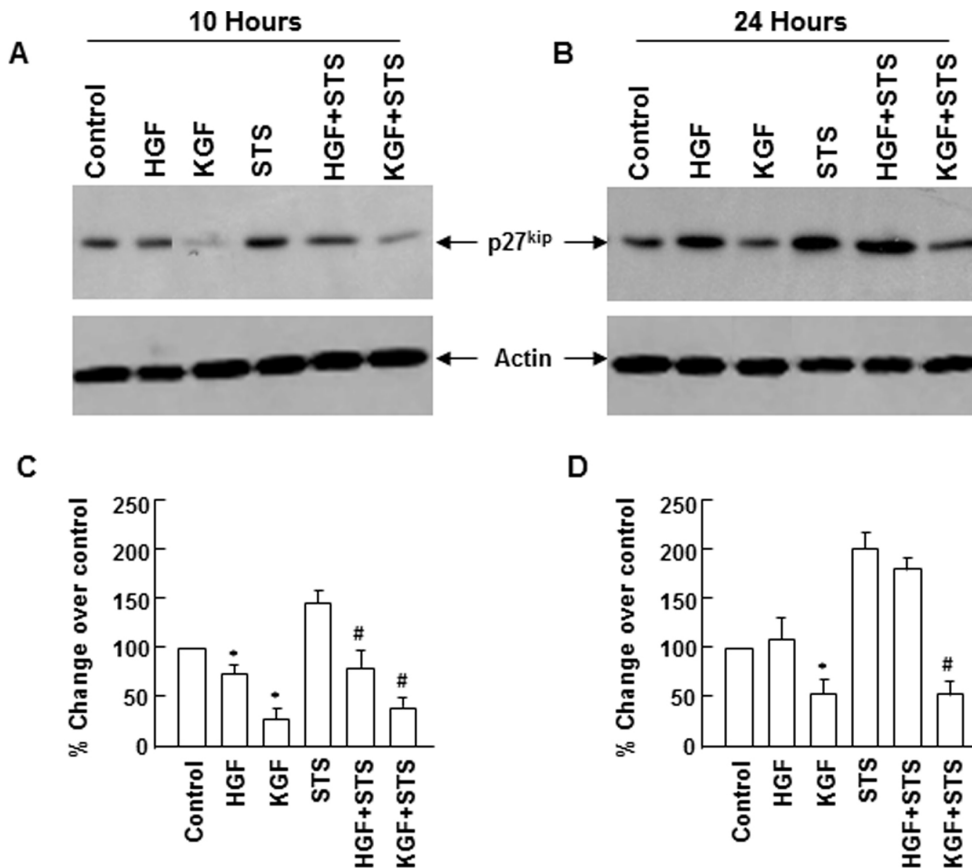 10 Hours
24 Hours
A
B
Control
HGF
KGF
STS
HGF+STS
KGF+STS
Control
HGF
KGF
STS
HGF+STS
KGF+STS
p27kip
Actin
C
D
% Change over control
250
200
150
100
50
0
*
*
#
#
Control
HGF
KGF
STS
HGF+STS
KGF+STS
% Change over control
250
200
150
100
50
0
*
#
Control
HGF
KGF
STS
HGF+STS
KGF+STS